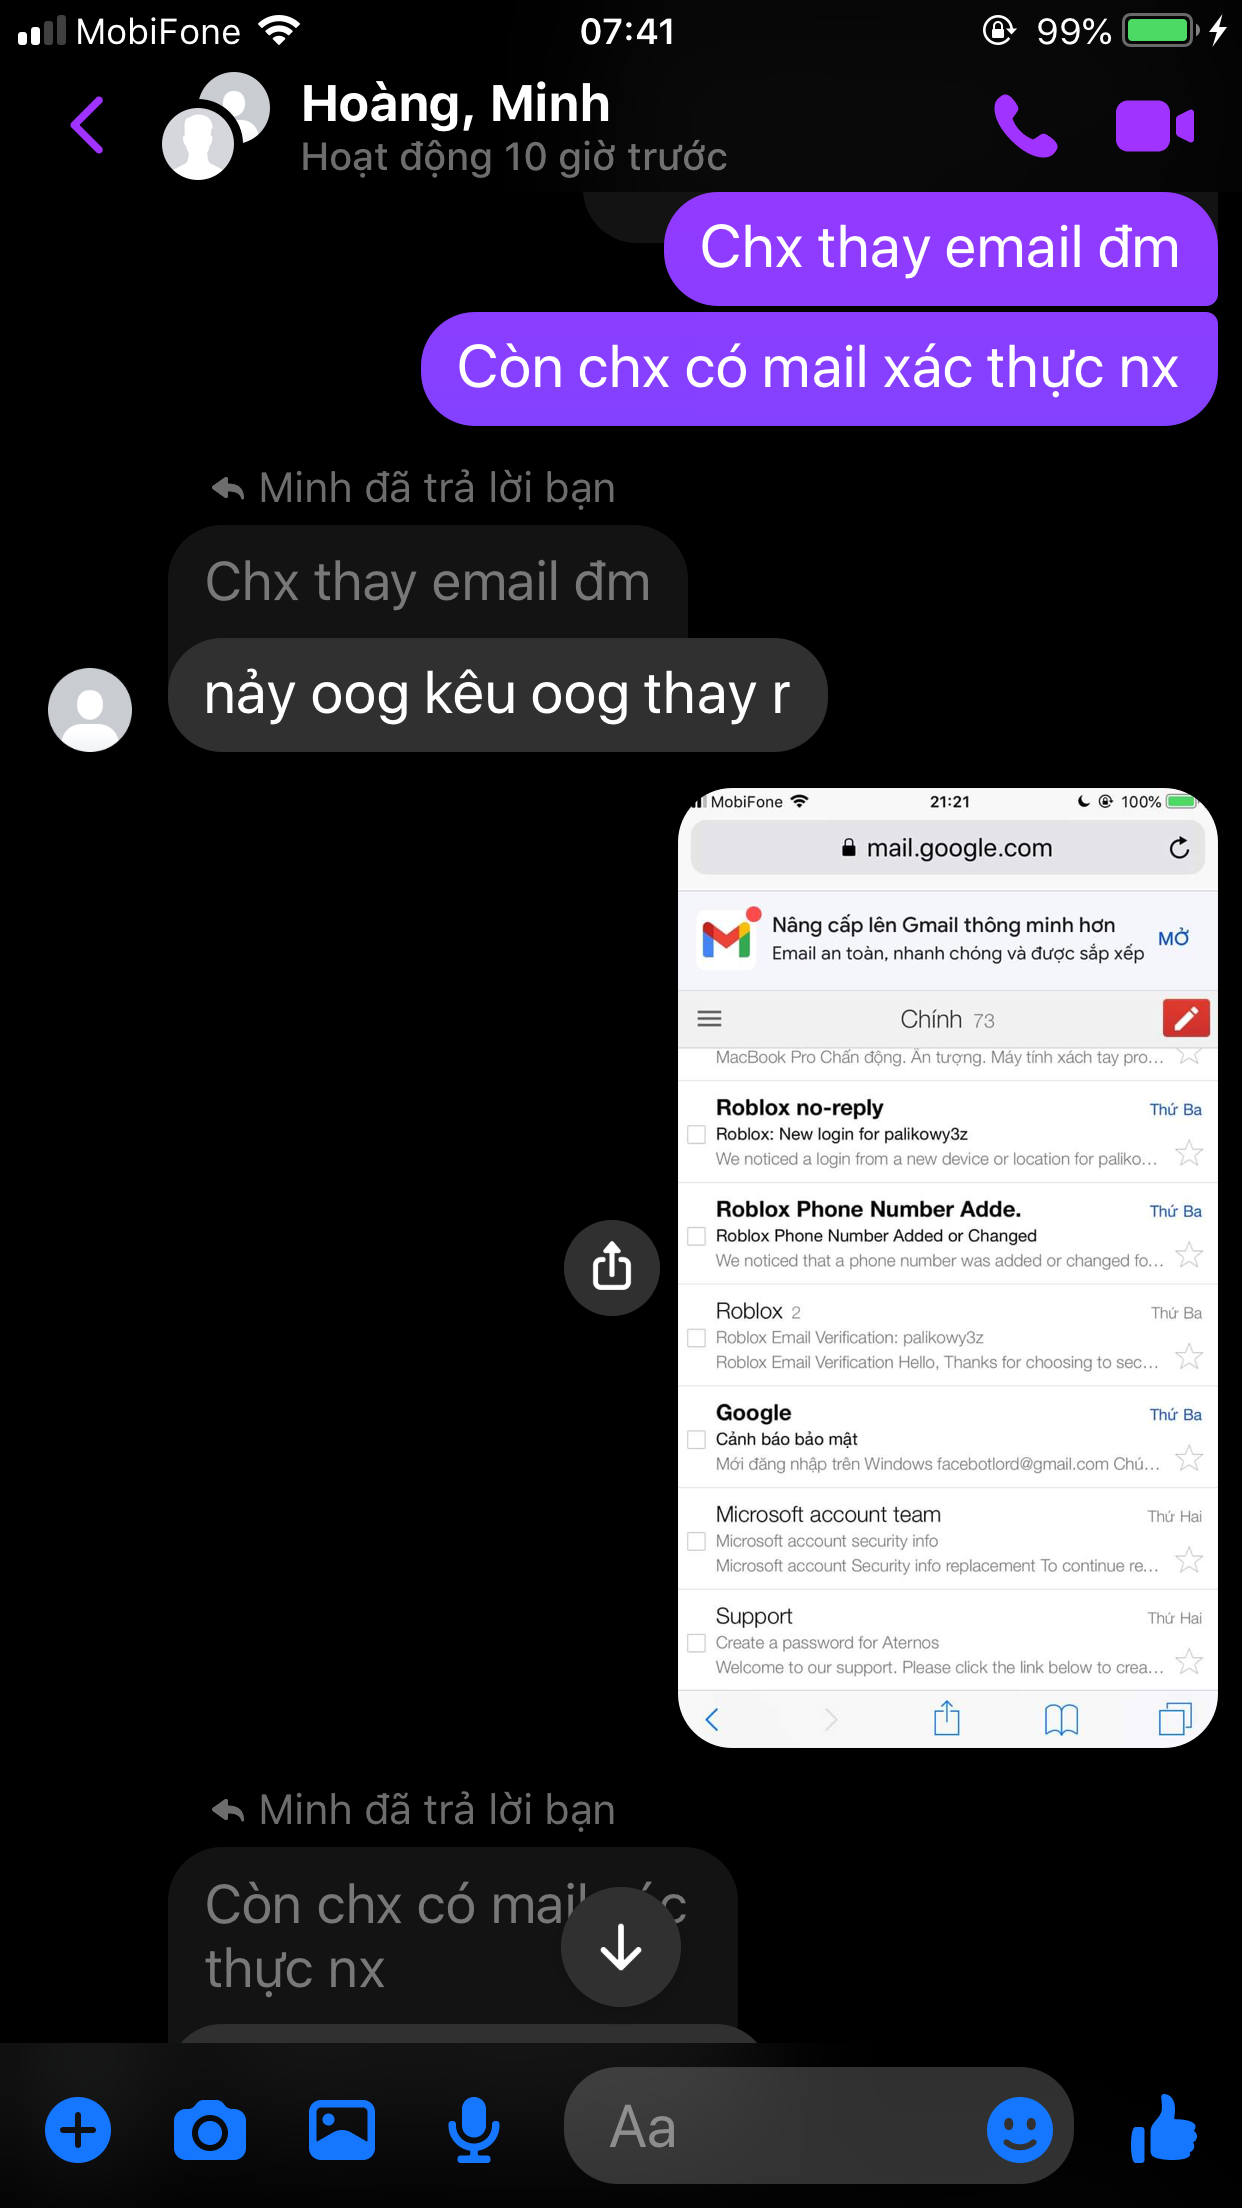 MobiFone
07:41
99%
Hoàng, Minh
Hoạt động 10 giờ trước
Chx thay email đm
Còn chx có mail xác thực nx
Minh đã trả lời bạn
Chx thay email đm
nảy oog kêu oog thay r
MobiFone
21:21
100%
mail.google.com
Nâng cấp lên Gmail thông minh hơn
Email an toàn, nhanh chóng và được sắp xếp
MỞ
Chính 73
MacBook Pro Chấn động. Ấn tượng. Máy tính xách tay pro...
Roblox no-reply
Thứ Ba
Roblox: New login for palikowy3z
We noticed a login from a new device or location for paliko...
Roblox Phone Number Adde.
Thứ Ba
Roblox Phone Number Added or Changed
We noticed that a phone number was added or changed fo...
Roblox 2
Thứ Ba
Roblox Email Verification: palikowy3z
Roblox Email Verification Hello, Thanks for choosing to sec...
Google
Thứ Ba
Cảnh báo bảo mật
Mới đăng nhập trên Windows facebotlord@gmail.com Chú...
Microsoft account team
Thứ Hai
Microsoft account security info
Microsoft account Security info replacement To continue re...
Support
Thứ Hai
Create a password for Aternos
Welcome to our support. Please click the link below to crea...
Minh đã trả lời bạn
Còn chx có mail xác
thực nx
Aa